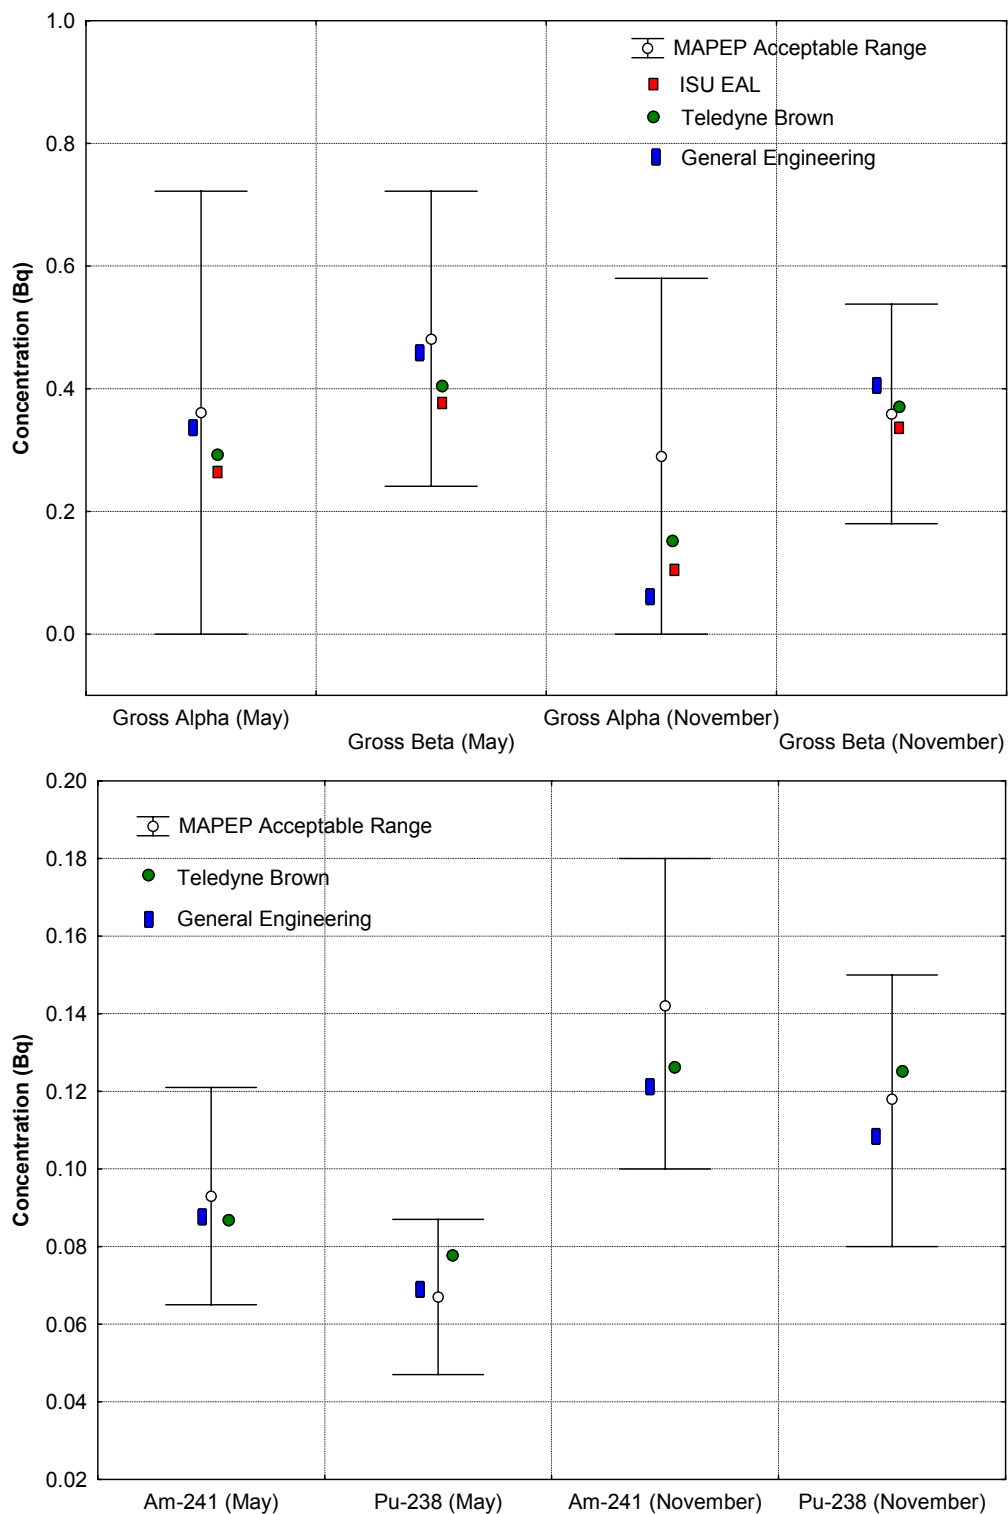 1.0
MAPEP Acceptable Range
ISU EAL
0.8
Teledyne Brown
General Engineering
0.6
Concentration (Bq)
0.4
0.2
0.0
Gross Alpha (May)
Gross Beta (May)
Gross Alpha (November)
Gross Beta (November)
0.20
MAPEP Acceptable Range
0.18
Teledyne Brown
General Engineering
0.16
0.14
Concentration (Bq)
0.12
0.10
0.08
0.06
0.04
0.02
Am-241 (May)
Pu-238 (May)
Am-241 (November)
Pu-238 (November)